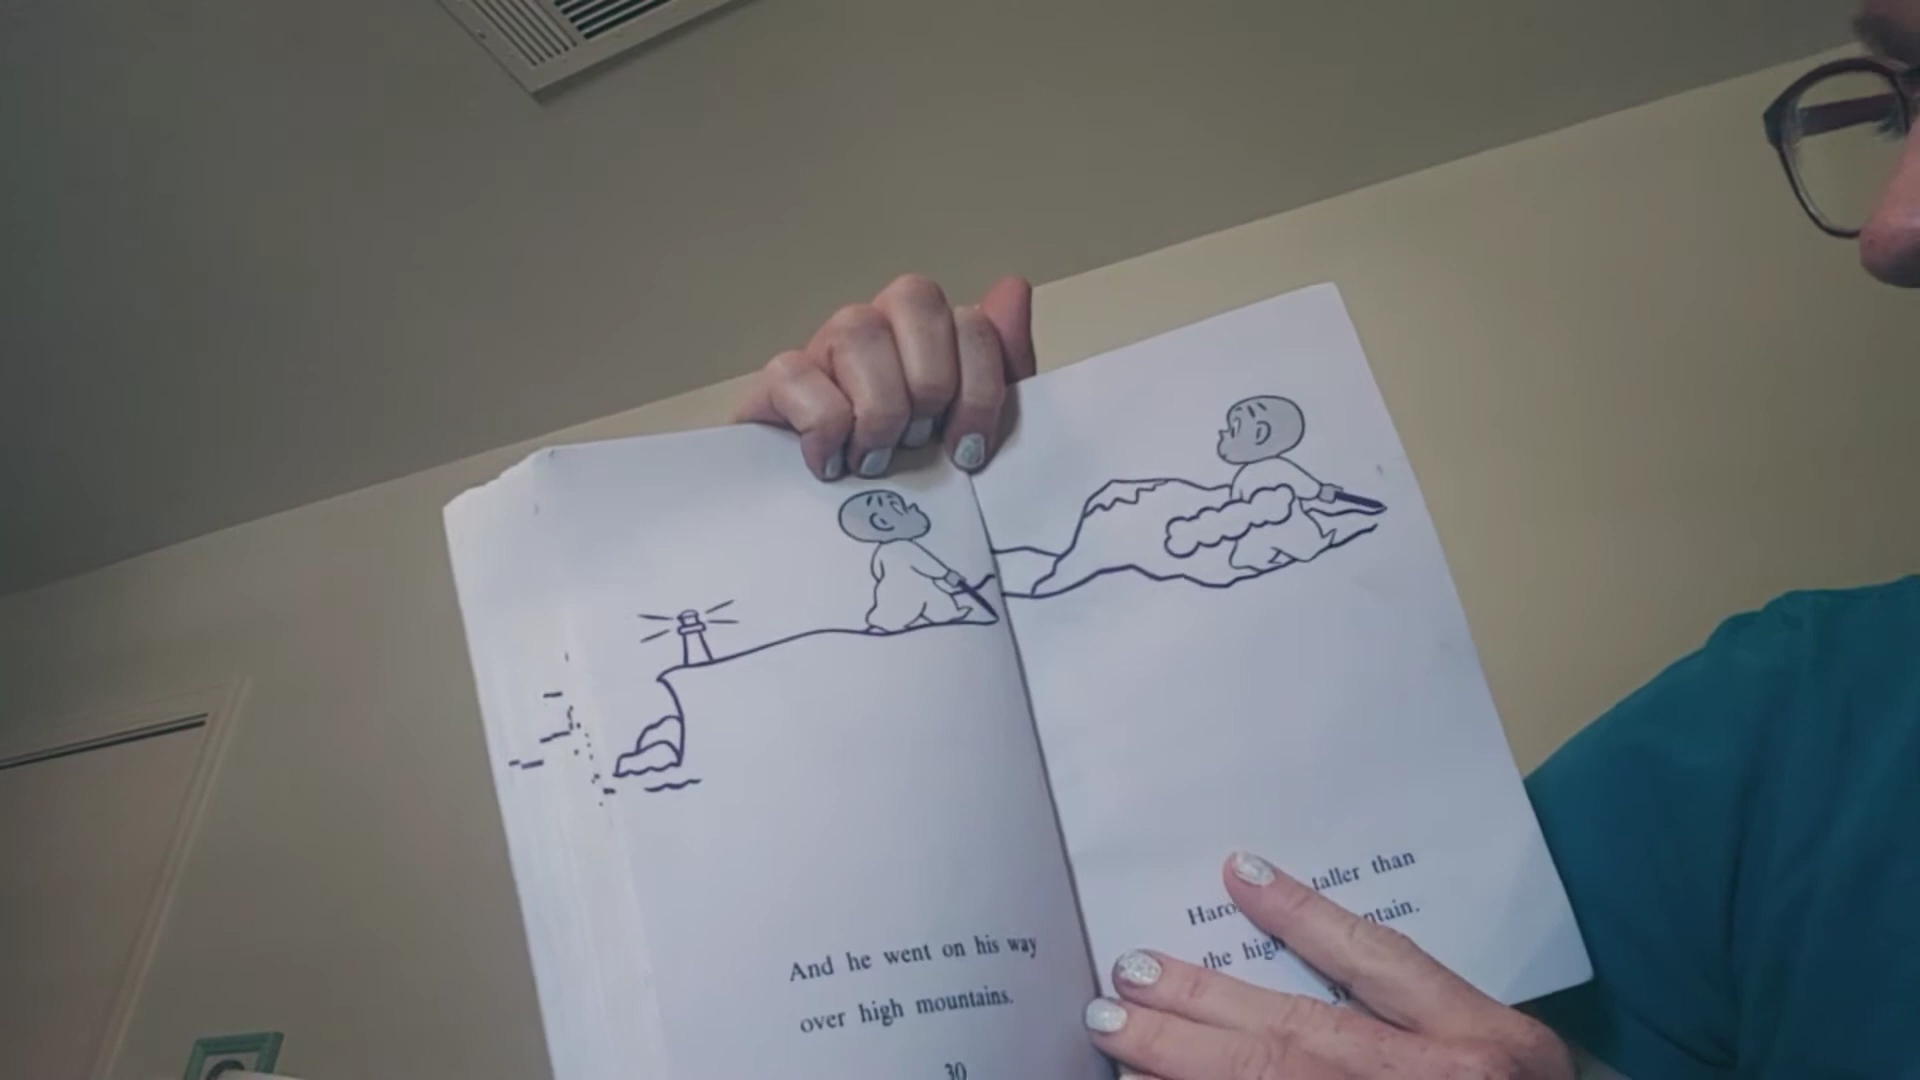 And he went on his way
over high mountains.
30
taller than
the high